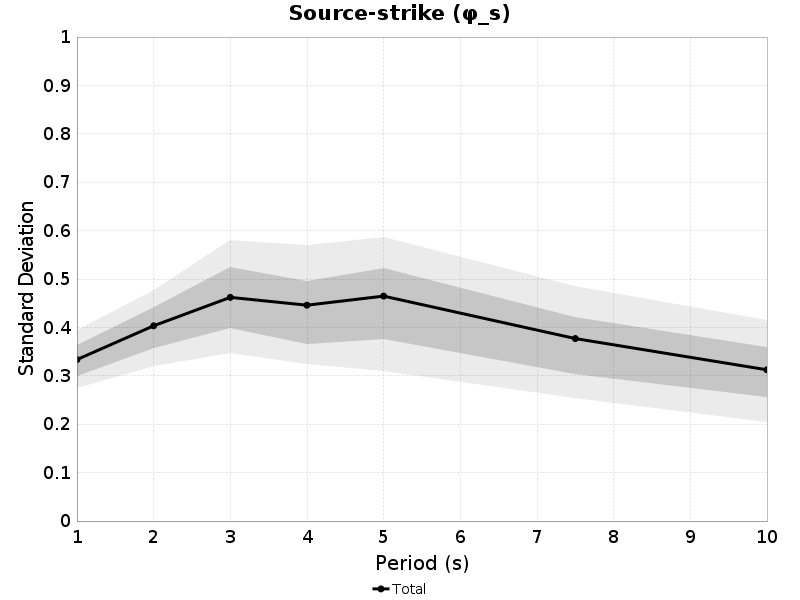 Source-strike (φ_s)
1
0.9
0.8
0.7
0.6
0.5
0.4
0.3
0.2
0.1
0
Standard Deviation
1 2 3 4 5 6 7 8 9 10
Period (s)
Total